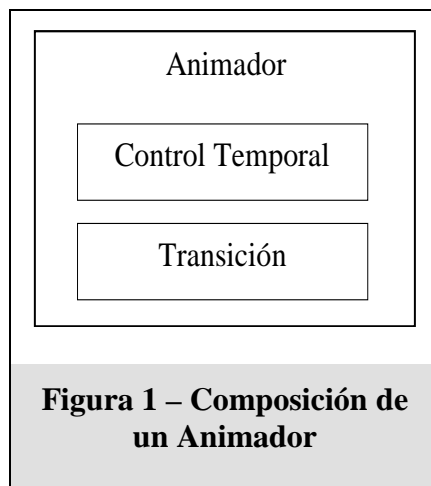 Animador
Control Temporal
Transición
Figura 1 – Composición de
un Animador